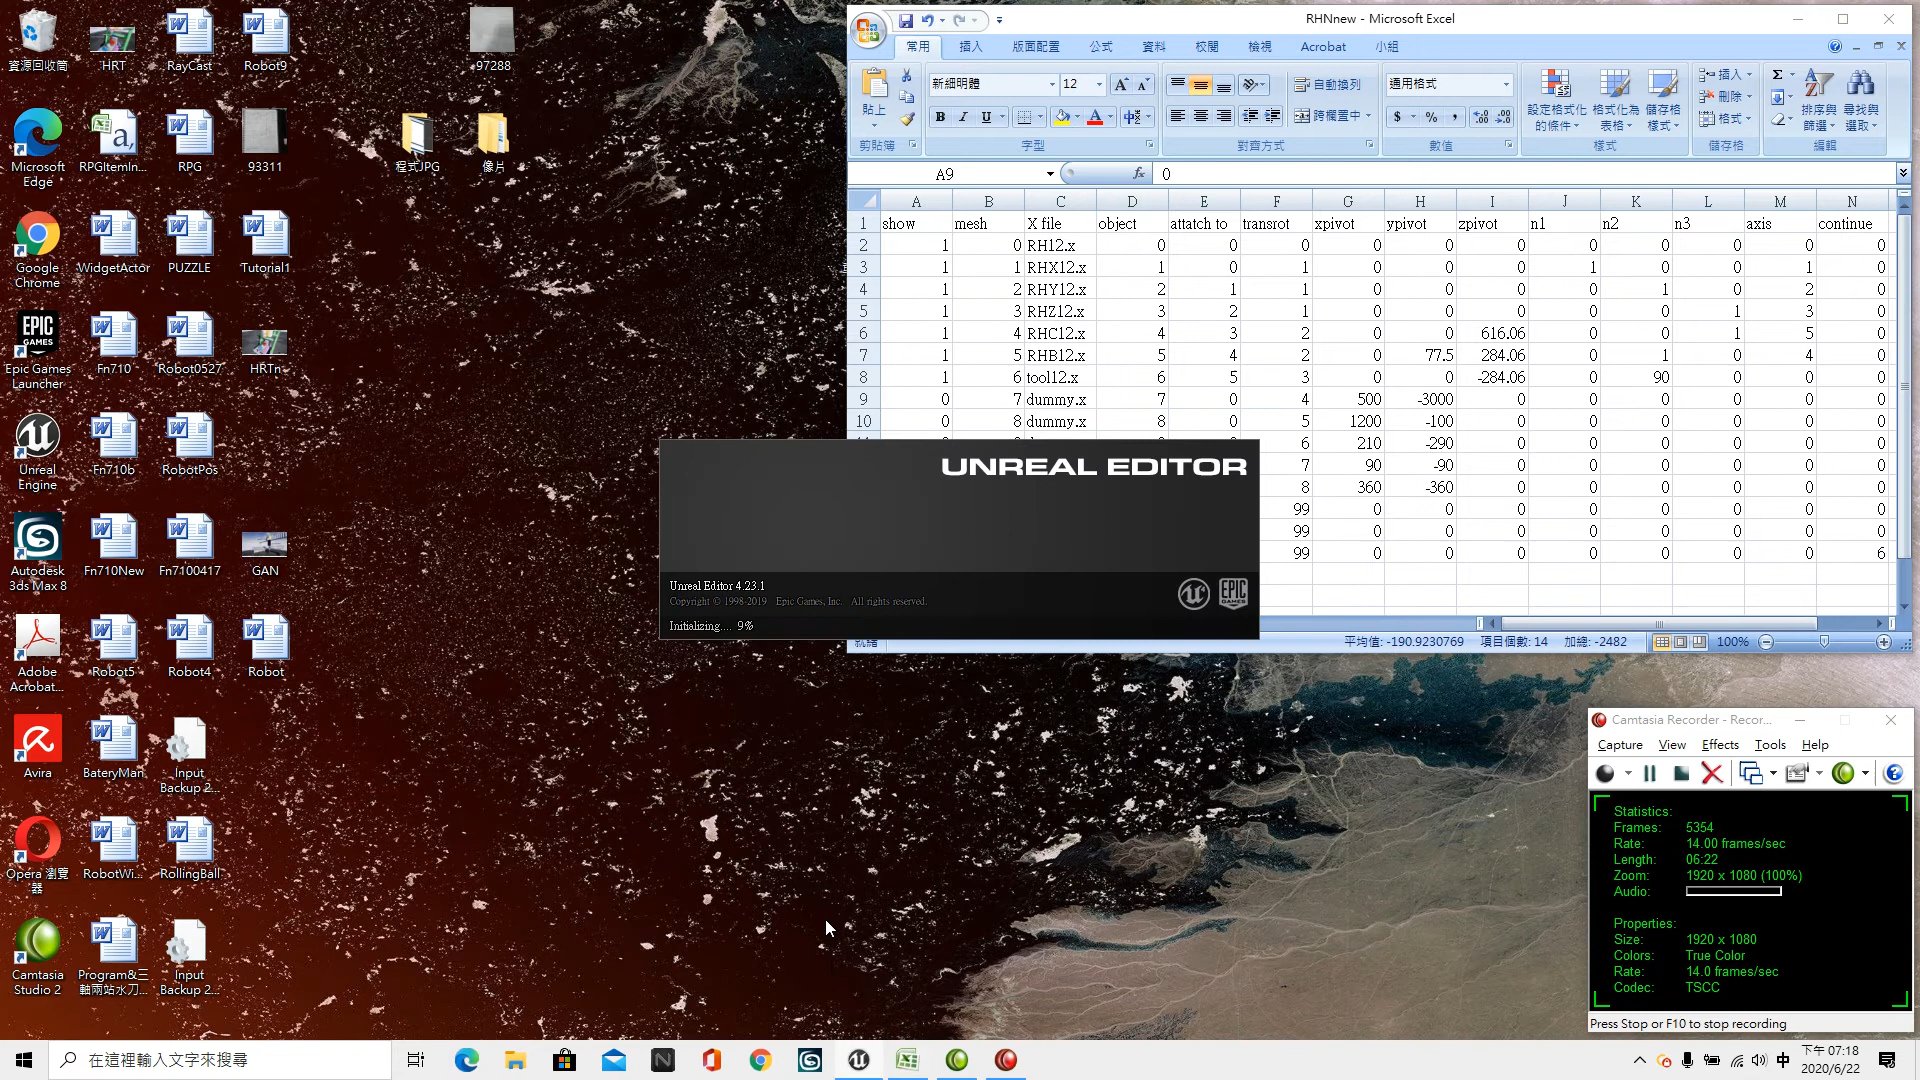 資源回收筒
HRT
RayCast
Robot9
97288
Microsoft Edge
RPGItemIn...
RPG
93311
程式JPG
像片
Google Chrome
WidgetActor
PUZZLE
Tutorial1
Epic Games Launcher
Fn710
Robot0527
HRTn
Unreal Engine
Fn710b
RobotPos
Autodesk 3ds Max 8
Fn710New
Fn7100417
GAN
Adobe Acrobat...
Robot5
Robot4
Robot
Avira
BateryMan
Input Backup 2...
Opera 瀏覽器
RobotWi...
RollingBall
Camtasia Studio 2
Program&三軸兩站水刀...
Input Backup 2...
RHNnew - Microsoft Excel
常用 插入 版面配置 公式 資料 校閱 檢視 Acrobat 小組
貼上 新細明體 12 自動換列 通用格式 設定格式化的條件 格式化為表格 儲存格樣式 插入 排序與篩選 尋找與選取
B I U 跨欄置中 $ % , 刪除
格式
剪貼簿 字型 對齊方式 數值 樣式 儲存格 編輯
A9 fx 0
A B C D E F G H I J K L M N
1 show mesh X file object attatch to transrot xpivot ypivot zpivot n1 n2 n3 axis continue
2 1 0 RH12.x 0 0 0 0 0 0 0 0 0 0 0
3 1 1 RHX12.x 1 0 1 0 0 0 1 0 0 1 0
4 1 2 RHY12.x 2 1 1 0 0 0 0 1 0 2 0
5 1 3 RHZ12.x 3 2 1 0 0 0 0 0 1 3 0
6 1 4 RHC12.x 4 3 2 0 0 616.06 0 0 1 5 0
7 1 5 RHB12.x 5 4 2 0 77.5 284.06 0 1 0 4 0
8 1 6 tool12.x 6 5 3 0 0 -284.06 0 90 0 0 0
9 0 7 dummy.x 7 0 4 500 -3000 0 0 0 0 0 0
10 0 8 dummy.x 8 0 5 1200 -100 0 0 0 0 0 0
6 210 -290 0 0 0 0 0 0
7 90 -90 0 0 0 0 0 0
8 360 -360 0 0 0 0 0 0
99 0 0 0 0 0 0 0 0
99 0 0 0 0 0 0 0 0
99 0 0 0 0 0 0 0 6
就緒 平均值: -190.9230769 項目個數: 14 加總: -2482 100%
UNREAL EDITOR
Unreal Editor 4.23.1
Copyright © 1998-2019 Epic Games, Inc. All rights reserved.
EPIC GAMES
Initializing.... 9%
Camtasia Recorder - Recor...
Capture View Effects Tools Help
Statistics:
Frames: 5354
Rate: 14.00 frames/sec
Length: 06:22
Zoom: 1920 x 1080 (100%)
Audio:
Properties:
Size: 1920 x 1080
Colors: True Color
Rate: 14.0 frames/sec
Codec: TSCC
Press Stop or F10 to stop recording
在這裡輸入文字來搜尋
中
下午 07:18
2020/6/22